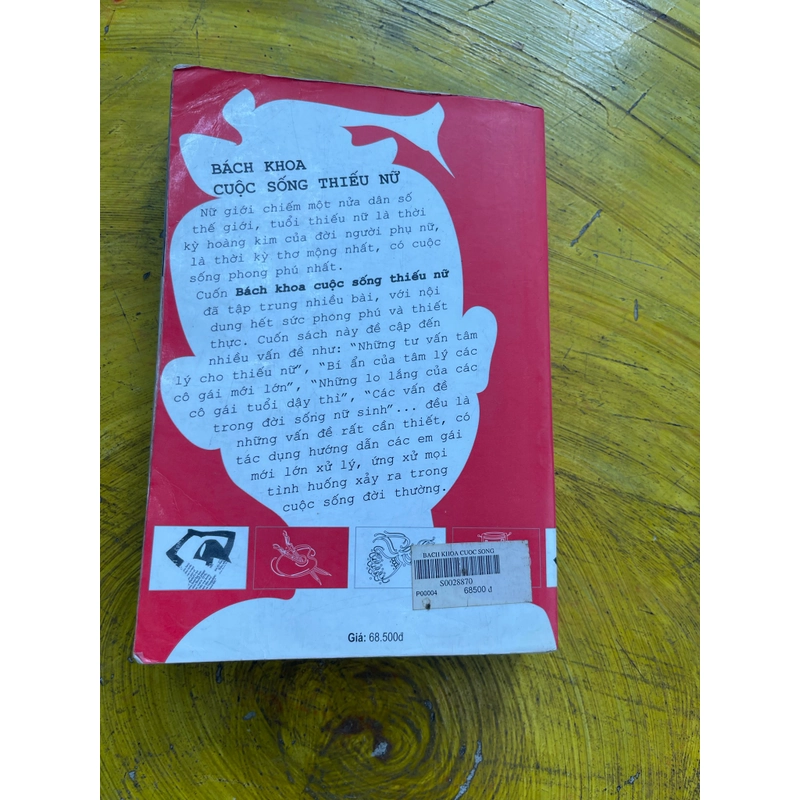 BÁCH KHOA
CUỘC SỐNG THIẾU NỮ
Nữ giới chiếm một nửa dân số
thế giới, tuổi thiếu nữ là thời
kỳ hoàng kim của đời người phụ nữ,
là thời kỳ thơ mộng nhất, có cuộc
sống phong phú nhất.
Cuốn Bách khoa cuộc sống thiếu nữ
đã tập trung nhiều bài, với nội
dung hết sức phong phú và thiết
thực. Cuốn sách này đề cập đến
nhiều vấn đề như: "Những tư vấn tâm
lý cho thiếu nữ", "Bí ẩn của tâm lý các
cô gái mới lớn", "Những lo lắng của các
cô gái tuổi dậy thì", "Các vấn đề
trong đời sống nữ sinh"... đều là
những vấn đề rất cần thiết, có
tác dụng hướng dẫn các em gái
mới lớn xử lý, ứng xử mọi
tình huống xảy ra trong
cuộc sống đời thường.
BACH KHOA CUOC SONG
S0028870
P00004 68500 đ
Giá: 68.500đ